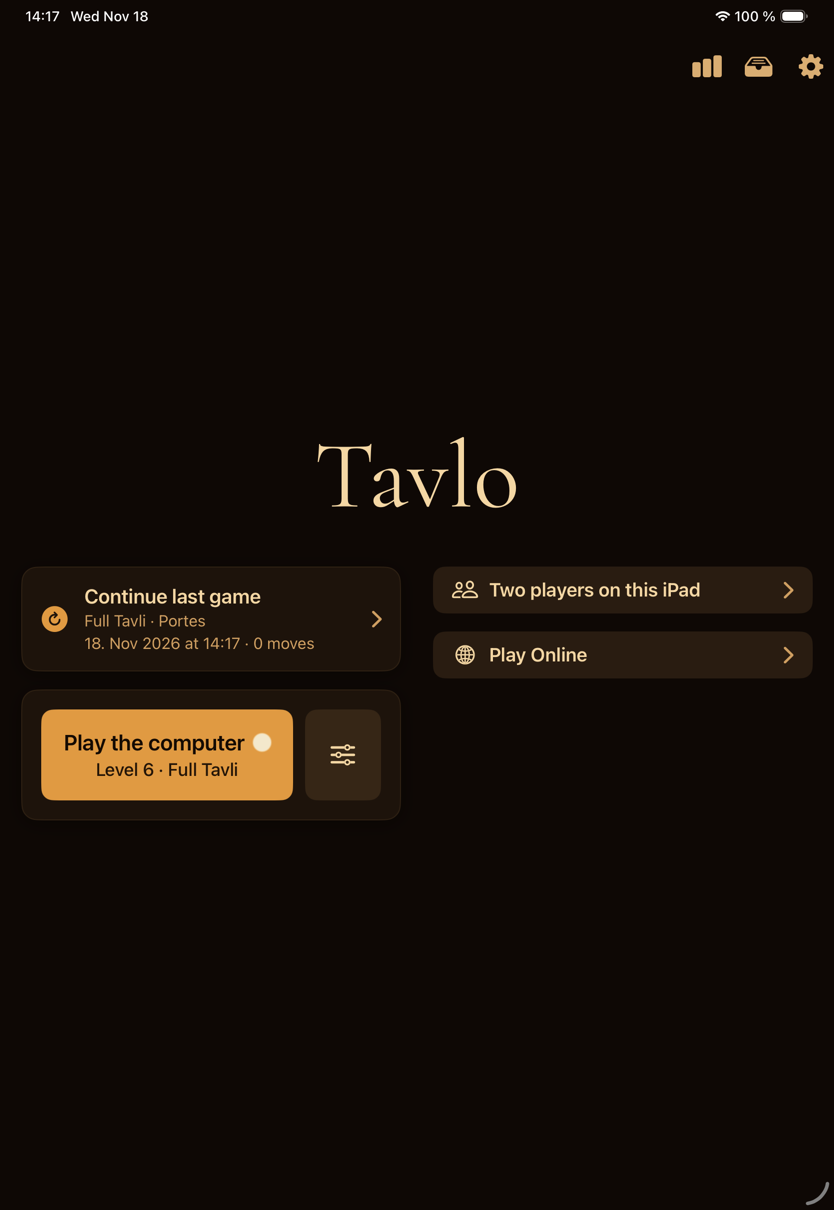 14:17 Wed Nov 18
100 %
Tavlo
Continue last game
Full Tavli · Portes
18. Nov 2026 at 14:17 · 0 moves
Play the computer
Level 6 · Full Tavli
Two players on this iPad
Play Online